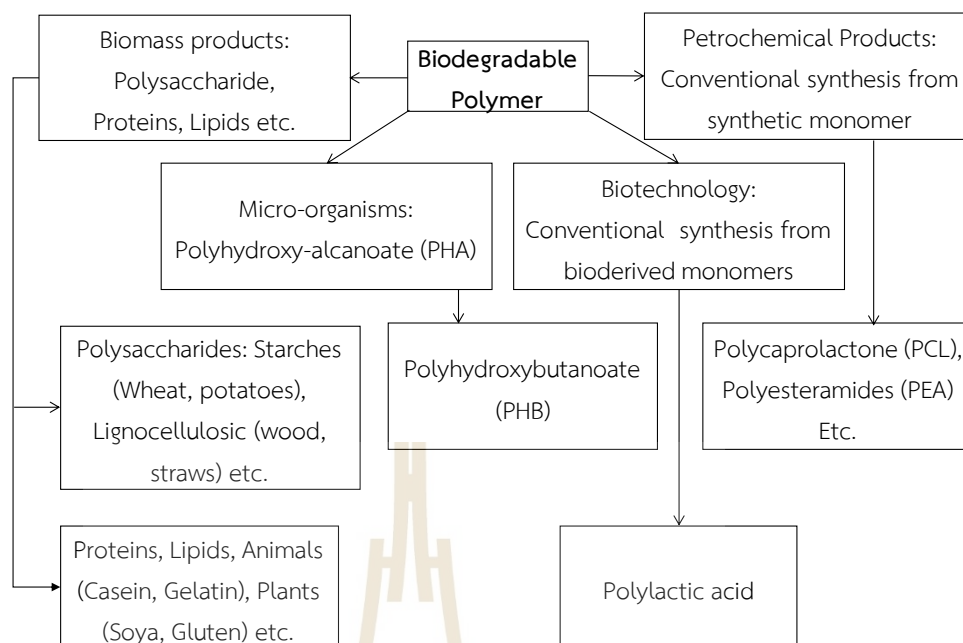 Biomass products:
Polysaccharide,
Proteins, Lipids etc.
Biodegradable
Polymer
Petrochemical Products:
Conventional synthesis from
synthetic monomer
Micro-organisms:
Polyhydroxy-alcanoate (PHA)
Biotechnology:
Conventional synthesis from
bioderived monomers
Polysaccharides: Starches
(Wheat, potatoes),
Lignocellulosic (wood,
straws) etc.
Polyhydroxybutanoate
(PHB)
Polycaprolactone (PCL),
Polyesteramides (PEA)
Etc.
Proteins, Lipids, Animals
(Casein, Gelatin), Plants
(Soya, Gluten) etc.
Polylactic acid